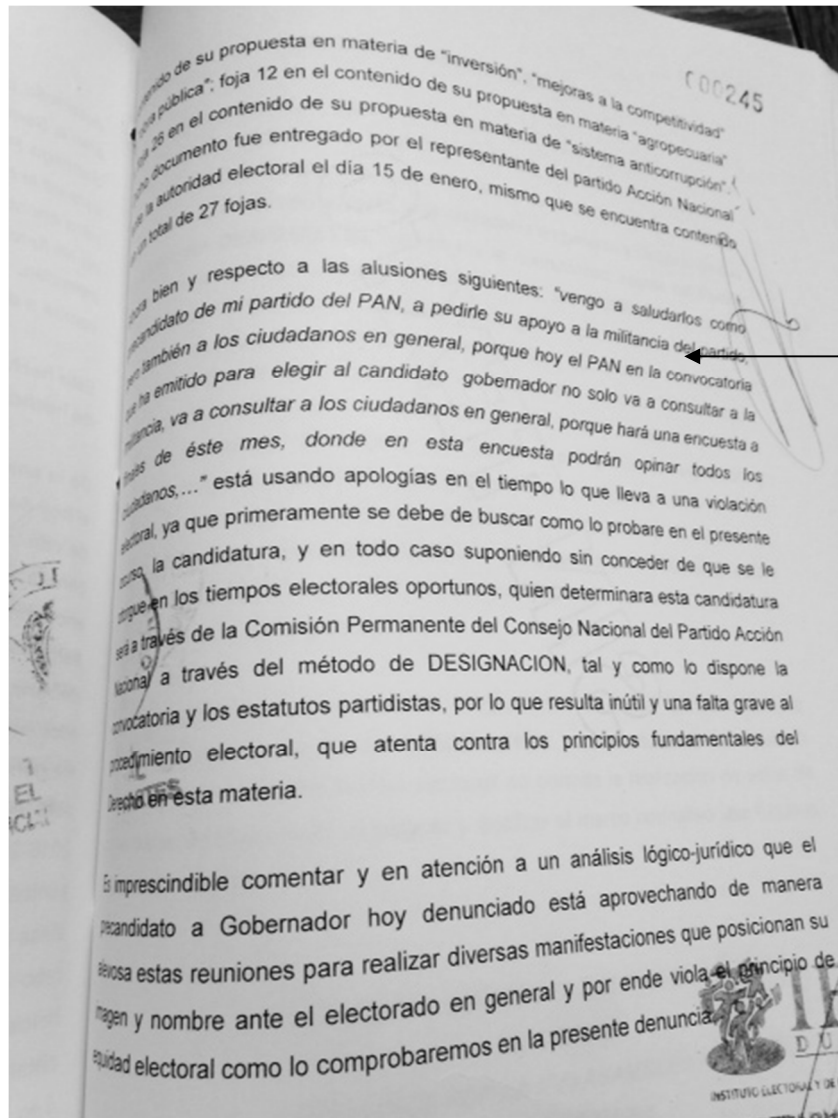 de su propuesta en materia de "inversión", "mejoras a la competitividad"
pública"; foja 12 en el contenido de su propuesta en materia "agropecuaria"
26 en el contenido de su propuesta en materia de "sistema anticorrupción".
documento fue entregado por el representante del partido Acción Nacional
la autoridad electoral el día 15 de enero, mismo que se encuentra contenido
total de 27 fojas.
000245
bien y respecto a las alusiones siguientes: "vengo a saludarlos como
precandidato de mi partido del PAN, a pedirle su apoyo a la militancia del partido,
pero también a los ciudadanos en general, porque hoy el PAN en la convocatoria
que ha emitido para elegir al candidato gobernador no solo va a consultar a la
militancia, va a consultar a los ciudadanos en general, porque hará una encuesta a
finales de éste mes, donde en esta encuesta podrán opinar todos los
ciudadanos,..." está usando apologías en el tiempo lo que lleva a una violación
electoral, ya que primeramente se debe de buscar como lo probare en el presente
la candidatura, y en todo caso suponiendo sin conceder de que se le
otorgue en los tiempos electorales oportunos, quien determinara esta candidatura
será a través de la Comisión Permanente del Consejo Nacional del Partido Acción
Nacional a través del método de DESIGNACION, tal y como lo dispone la
convocatoria y los estatutos partidistas, por lo que resulta inútil y una falta grave al
procedimiento electoral, que atenta contra los principios fundamentales del
Derecho en esta materia.
Es imprescindible comentar y en atención a un análisis lógico-jurídico que el
precandidato a Gobernador hoy denunciado está aprovechando de manera
alevosa estas reuniones para realizar diversas manifestaciones que posicionan su
imagen y nombre ante el electorado en general y por ende viola el principio de
equidad electoral como lo comprobaremos en la presente denuncia.
EL
INSTITUTO ELECTORAL Y DE